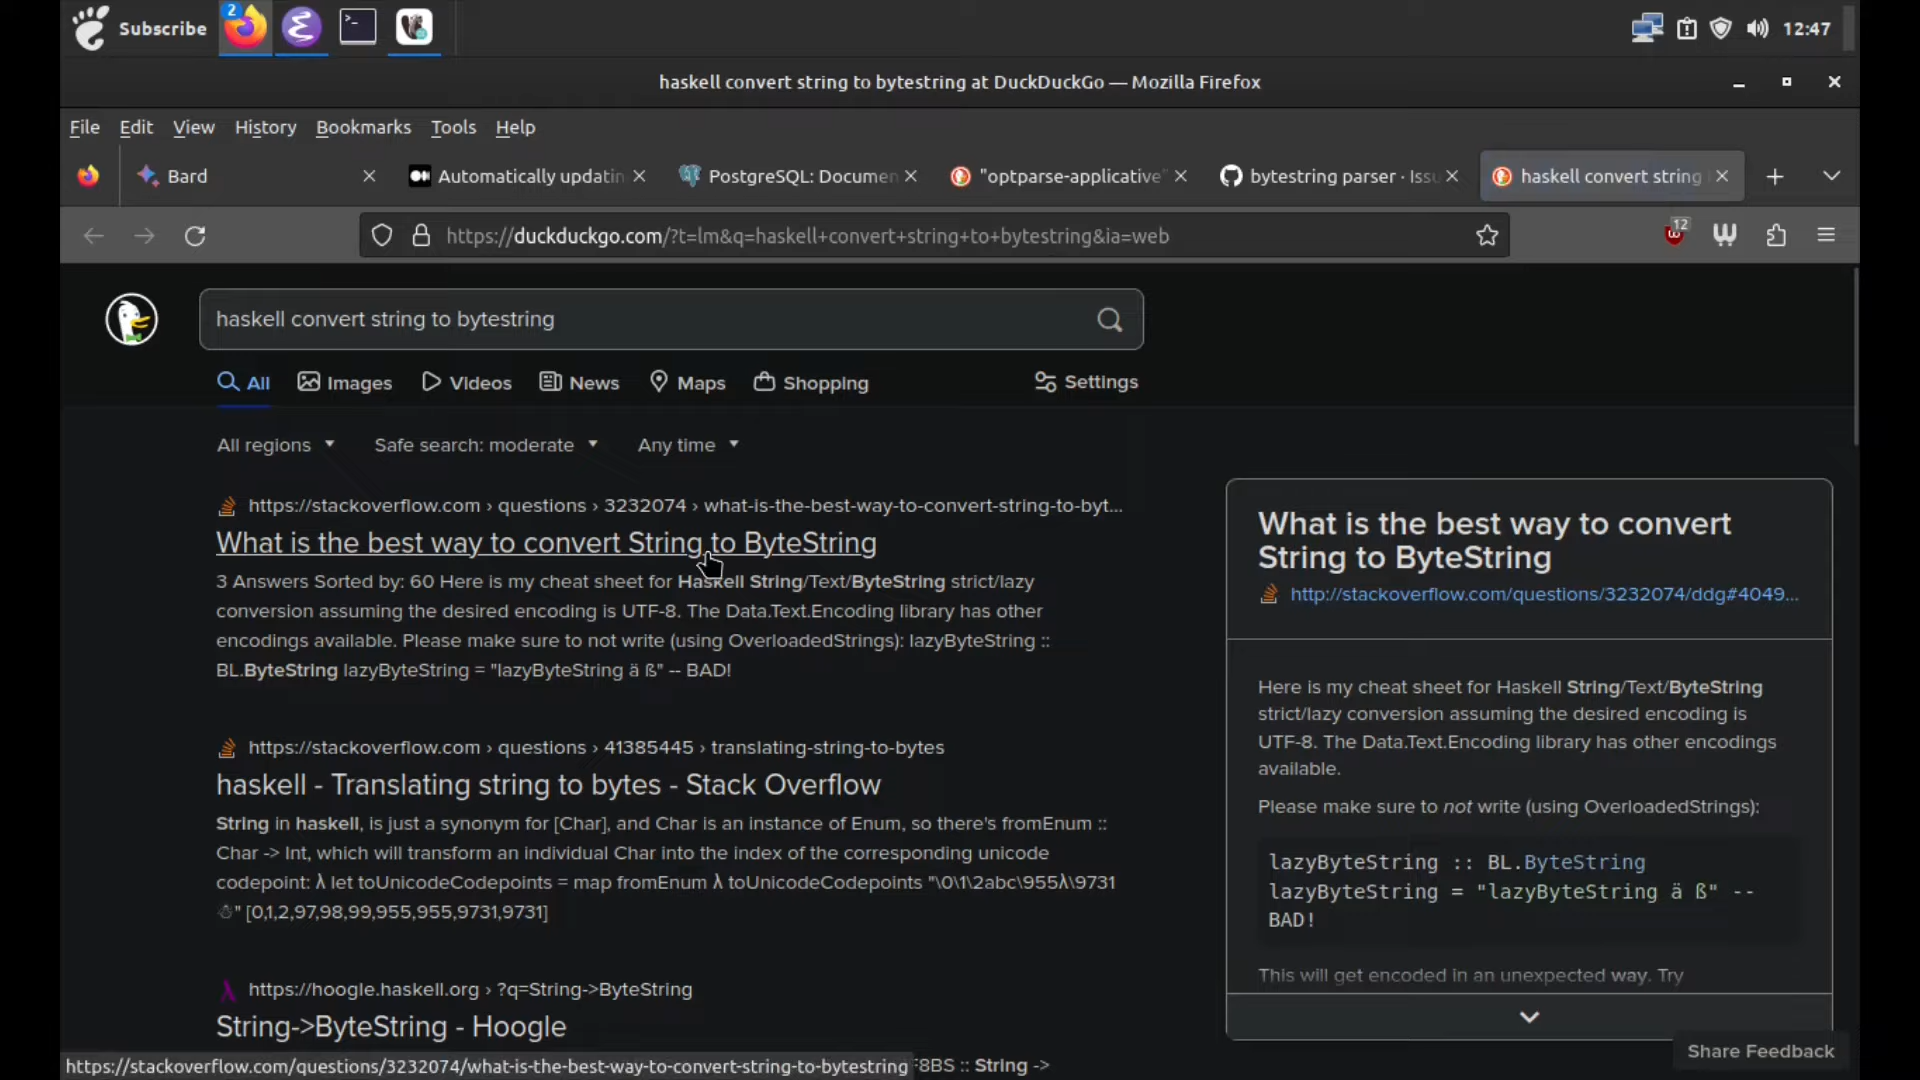 Subscribe
2
12:47
haskell convert string to bytestring at DuckDuckGo — Mozilla Firefox
File Edit View History Bookmarks Tools Help
Bard
Automatically updatin
PostgreSQL: Documen
"optparse-applicative"
bytestring parser · Issu
haskell convert string
https://duckduckgo.com/?t=lm&q=haskell+convert+string+to+bytestring&ia=web
12
haskell convert string to bytestring
All Images Videos News Maps Shopping Settings
All regions Safe search: moderate Any time
https://stackoverflow.com › questions › 3232074 › what-is-the-best-way-to-convert-string-to-byt...
What is the best way to convert String to ByteString
3 Answers Sorted by: 60 Here is my cheat sheet for Haskell String/Text/ByteString strict/lazy
conversion assuming the desired encoding is UTF-8. The Data.Text.Encoding library has other
encodings available. Please make sure to not write (using OverloadedStrings): lazyByteString ::
BL.ByteString lazyByteString = "lazyByteString ä ß" -- BAD!
https://stackoverflow.com › questions › 41385445 › translating-string-to-bytes
haskell - Translating string to bytes - Stack Overflow
String in haskell, is just a synonym for [Char], and Char is an instance of Enum, so there's fromEnum ::
Char -> Int, which will transform an individual Char into the index of the corresponding unicode
codepoint: λ let toUnicodeCodepoints = map fromEnum λ toUnicodeCodepoints "\0\1\2abc\955λ\9731
☃" [0,1,2,97,98,99,955,955,9731,9731]
https://hoogle.haskell.org › ?q=String->ByteString
String->ByteString - Hoogle
F8BS :: String ->
https://stackoverflow.com/questions/3232074/what-is-the-best-way-to-convert-string-to-bytestring
What is the best way to convert
String to ByteString
http://stackoverflow.com/questions/3232074/ddg#4049...
Here is my cheat sheet for Haskell String/Text/ByteString
strict/lazy conversion assuming the desired encoding is
UTF-8. The Data.Text.Encoding library has other encodings
available.
Please make sure to not write (using OverloadedStrings):
lazyByteString :: BL.ByteString
lazyByteString = "lazyByteString ä ß" --
BAD!
This will get encoded in an unexpected way. Try
Share Feedback